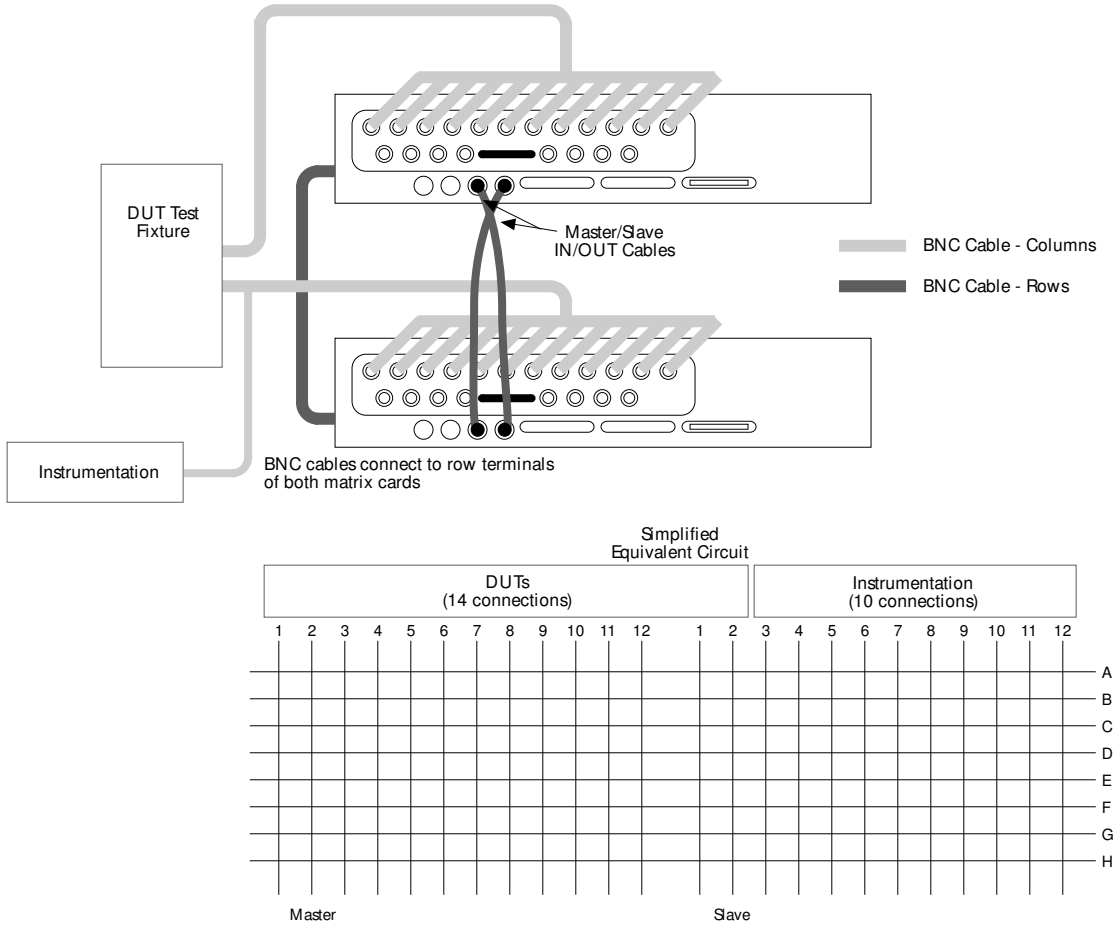 DUT Test
Fixture
Master/Slave
IN/OUT Cables
BNC Cable - Columns
BNC Cable - Rows
Instrumentation
BNC cables connect to row terminals
of both matrix cards
Simplified
Equivalent Circuit
DUTs
(14 connections)
Instrumentation
(10 connections)
1 2 3 4 5 6 7 8 9 10 11 12 1 2 3 4 5 6 7 8 9 10 11 12
A
B
C
D
E
F
G
H
Master Slave